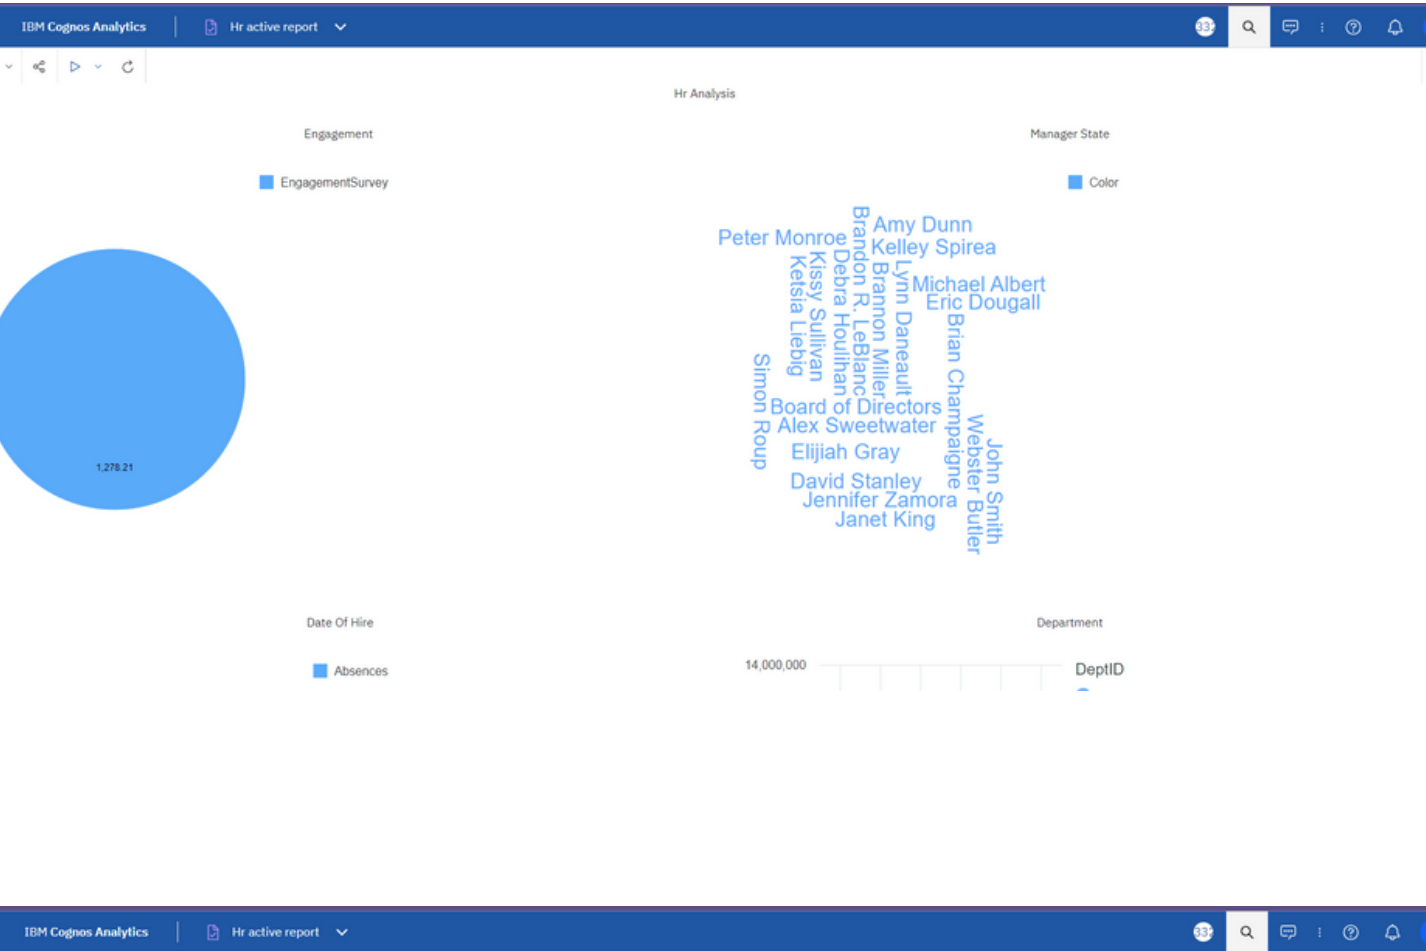 IBM Cognos Analytics
Hr active report
Hr Analysis
Engagement
EngagementSurvey
1,278.21
Manager State
Color
Amy Dunn
Peter Monroe
Kelley Spirea
Brandon R. LeBlanc
Michael Albert
Eric Dougall
Ketsia Liebig
Kissy Sullivan
Debra Houlihan
Brannon Miller
Lynn Daneault
Brian Champaigne
Simon Roup
Board of Directors
Alex Sweetwater
Elijiah Gray
Webster Butler
John Smith
David Stanley
Jennifer Zamora
Janet King
Date Of Hire
Absences
Department
14,000,000
DeptID
IBM Cognos Analytics
Hr active report